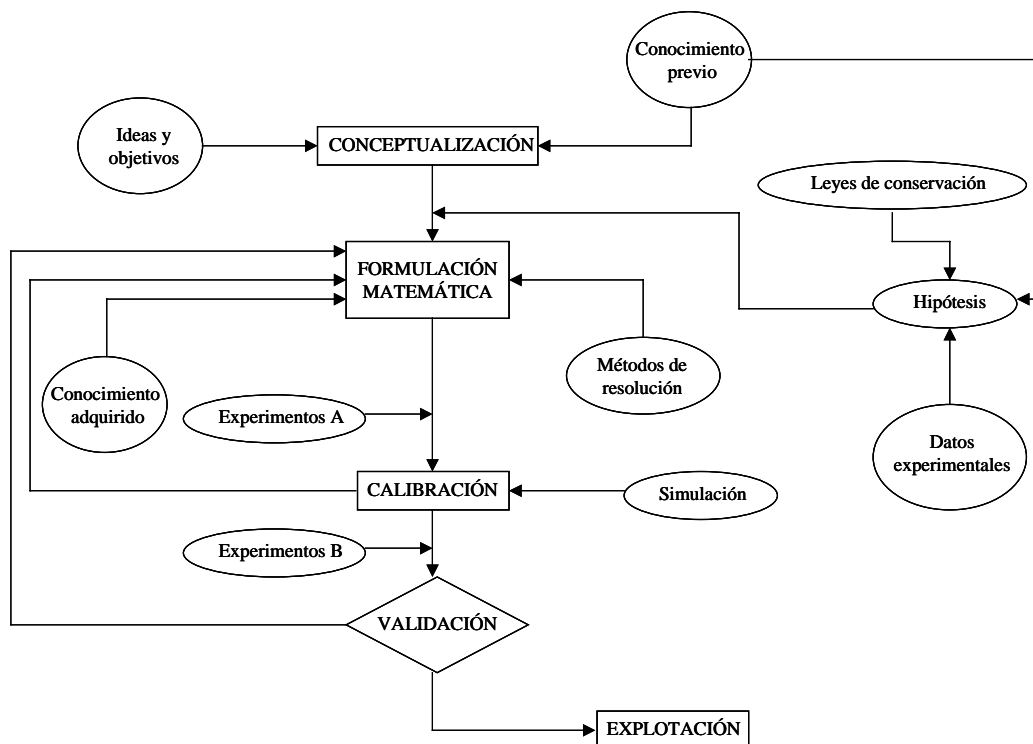 Conocimiento
previo
Ideas y
objetivos
CONCEPTUALIZACIÓN
Leyes de conservación
FORMULACIÓN
MATEMÁTICA
Hipótesis
Métodos de
resolución
Conocimiento
adquirido
Experimentos A
Datos
experimentales
CALIBRACIÓN
Simulación
Experimentos B
VALIDACIÓN
EXPLOTACIÓN